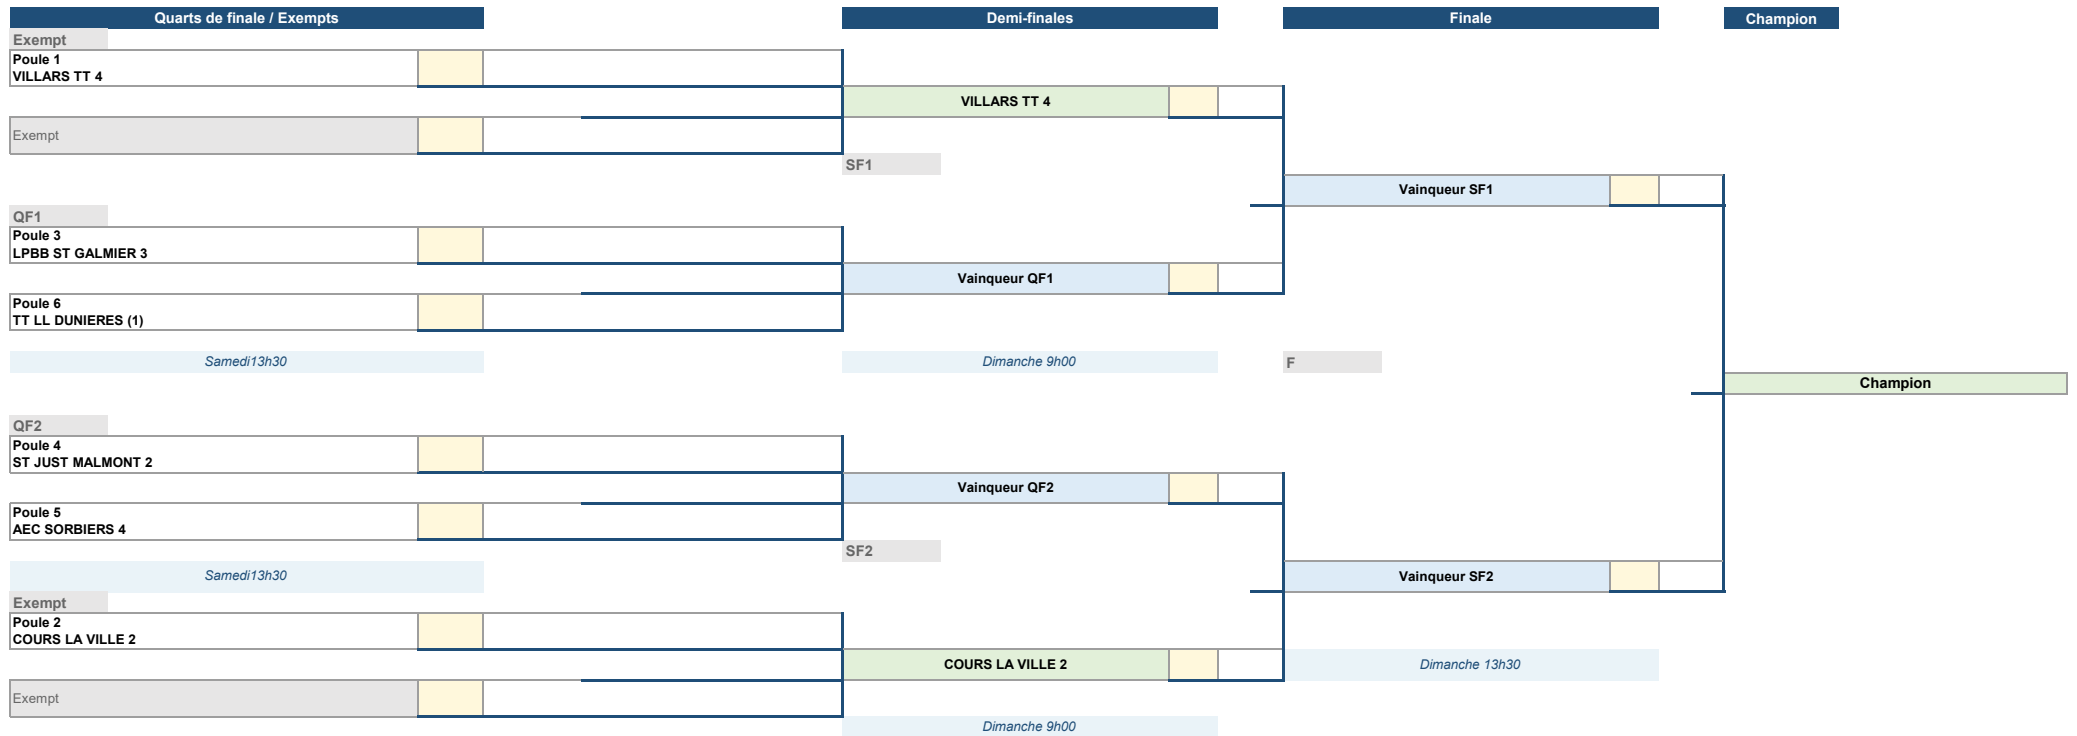 Quarts de finale / Exempts
Demi-finales
Finale
Champion
Exempt
Poule 1
VILLARS TT 4
VILLARS TT 4
Exempt
SF1
Vainqueur SF1
QF1
Poule 3
LPBB ST GALMIER 3
Vainqueur QF1
Poule 6
TT LL DUNIERES (1)
Samedi13h30
Dimanche 9h00
F
Champion
QF2
Poule 4
ST JUST MALMONT 2
Vainqueur QF2
Poule 5
AEC SORBIERS 4
SF2
Samedi13h30
Vainqueur SF2
Exempt
Poule 2
COURS LA VILLE 2
COURS LA VILLE 2
Dimanche 13h30
Exempt
Dimanche 9h00